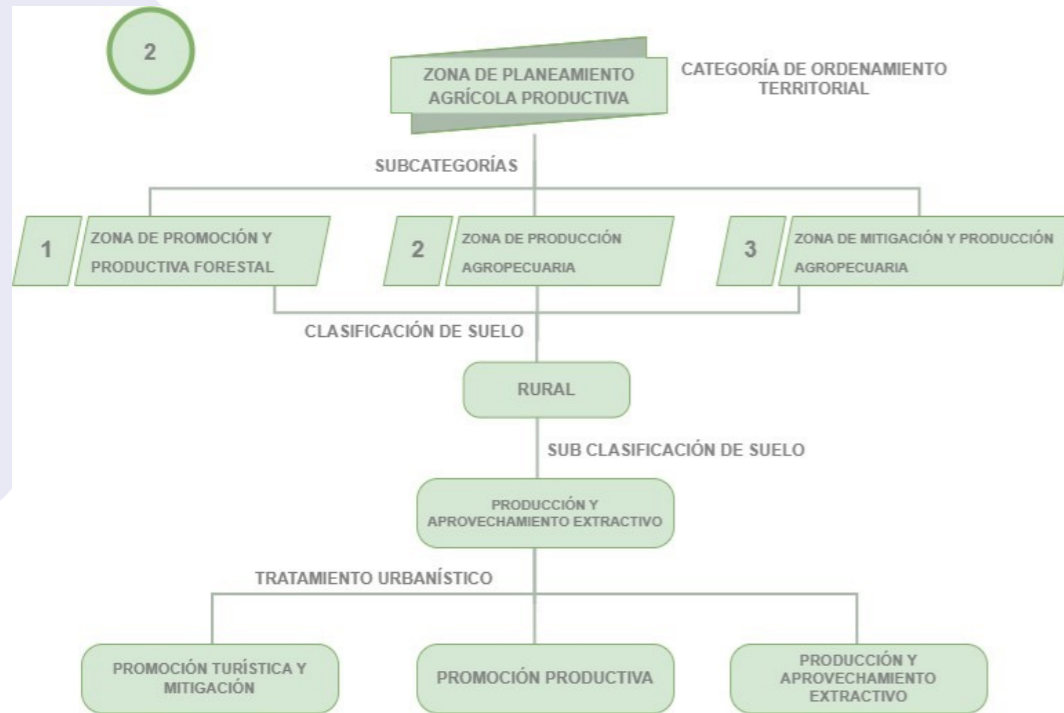 2
ZONA DE PLANEAMIENTO
AGRÍCOLA PRODUCTIVA
CATEGORÍA DE ORDENAMIENTO
TERRITORIAL
SUBCATEGORÍAS
1
ZONA DE PROMOCIÓN Y
PRODUCTIVA FORESTAL
2
ZONA DE PRODUCCIÓN
AGROPECUARIA
3
ZONA DE MITIGACIÓN Y PRODUCCIÓN
AGROPECUARIA
CLASIFICACIÓN DE SUELO
RURAL
SUB CLASIFICACIÓN DE SUELO
PRODUCCIÓN Y
APROVECHAMIENTO EXTRACTIVO
TRATAMIENTO URBANÍSTICO
PROMOCIÓN TURÍSTICA Y
MITIGACIÓN
PROMOCIÓN PRODUCTIVA
PRODUCCIÓN Y
APROVECHAMIENTO
EXTRACTIVO